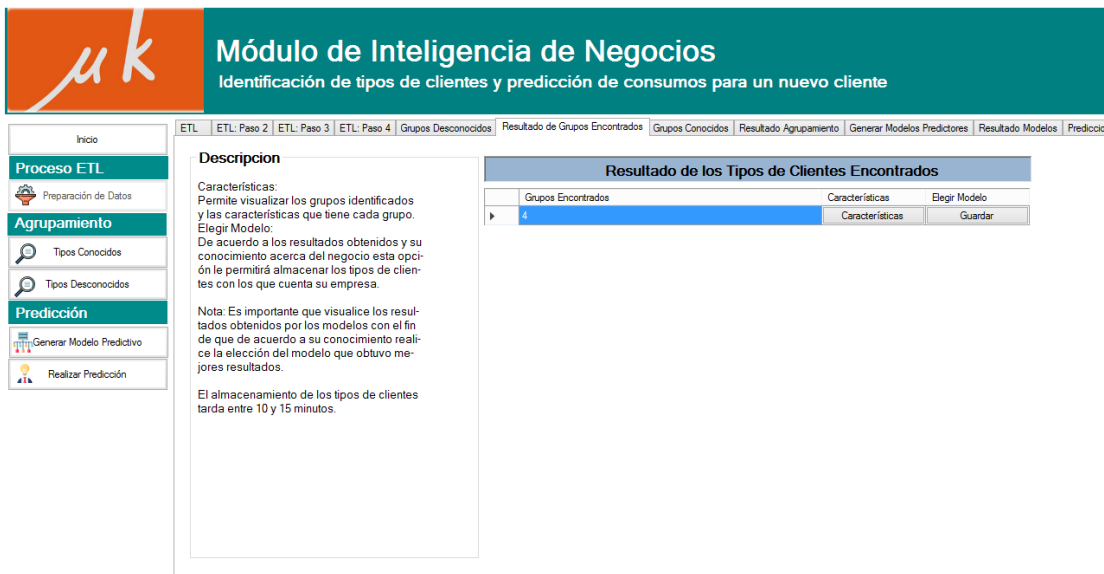 µk
Módulo de Inteligencia de Negocios
Identificación de tipos de clientes y predicción de consumos para un nuevo cliente
Inicio
Proceso ETL
Preparación de Datos
Agrupamiento
Tipos Conocidos
Tipos Desconocidos
Predicción
Generar Modelo Predictivo
Realizar Predicción
ETL ETL: Paso 2 ETL: Paso 3 ETL: Paso 4 Grupos Desconocidos Resultado de Grupos Encontrados Grupos Conocidos Resultado Agrupamiento Generar Modelos Predictores Resultado Modelos Prediccio
Descripcion
Características:
Permite visualizar los grupos identificados
y las características que tiene cada grupo.
Elegir Modelo:
De acuerdo a los resultados obtenidos y su
conocimiento acerca del negocio esta opci-
ón le permitirá almacenar los tipos de clien-
tes con los que cuenta su empresa.
Nota: Es importante que visualice los resul-
tados obtenidos por los modelos con el fin
de que de acuerdo a su conocimiento reali-
ce la elección del modelo que obtuvo me-
jores resultados.
El almacenamiento de los tipos de clientes
tarda entre 10 y 15 minutos.
Resultado de los Tipos de Clientes Encontrados
Grupos Encontrados Características Elegir Modelo
4 Características Guardar